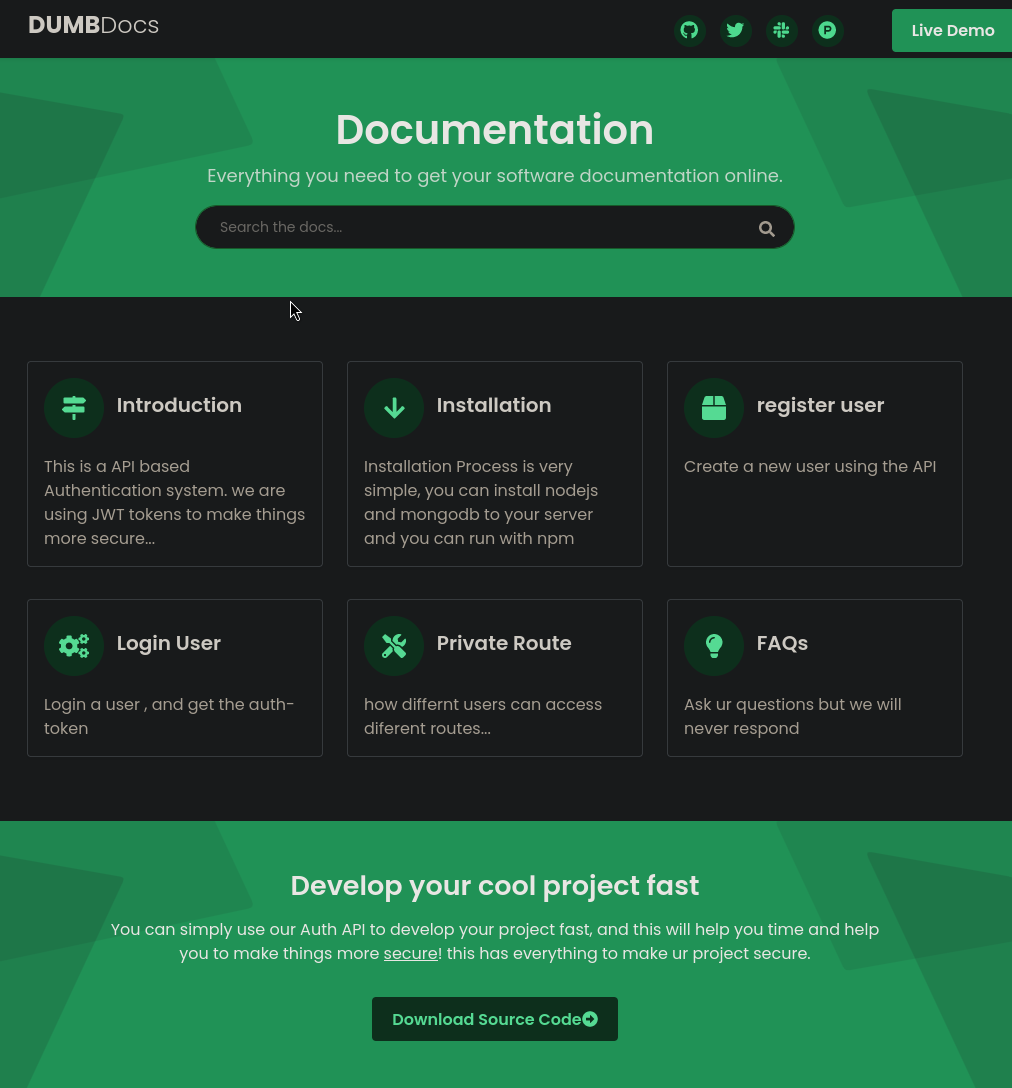 DUMBDocs
Live Demo
Documentation
Everything you need to get your software documentation online.
Search the docs...
Introduction
This is a API based
Authentication system. we are
using JWT tokens to make things
more secure...
Installation
Installation Process is very
simple, you can install nodejs
and mongodb to your server
and you can run with npm
register user
Create a new user using the API
Login User
Login a user , and get the auth-
token
Private Route
how differnt users can access
diferent routes...
FAQs
Ask ur questions but we will
never respond
Develop your cool project fast
You can simply use our Auth API to develop your project fast, and this will help you time and help
you to make things more secure! this has everything to make ur project secure.
Download Source Code